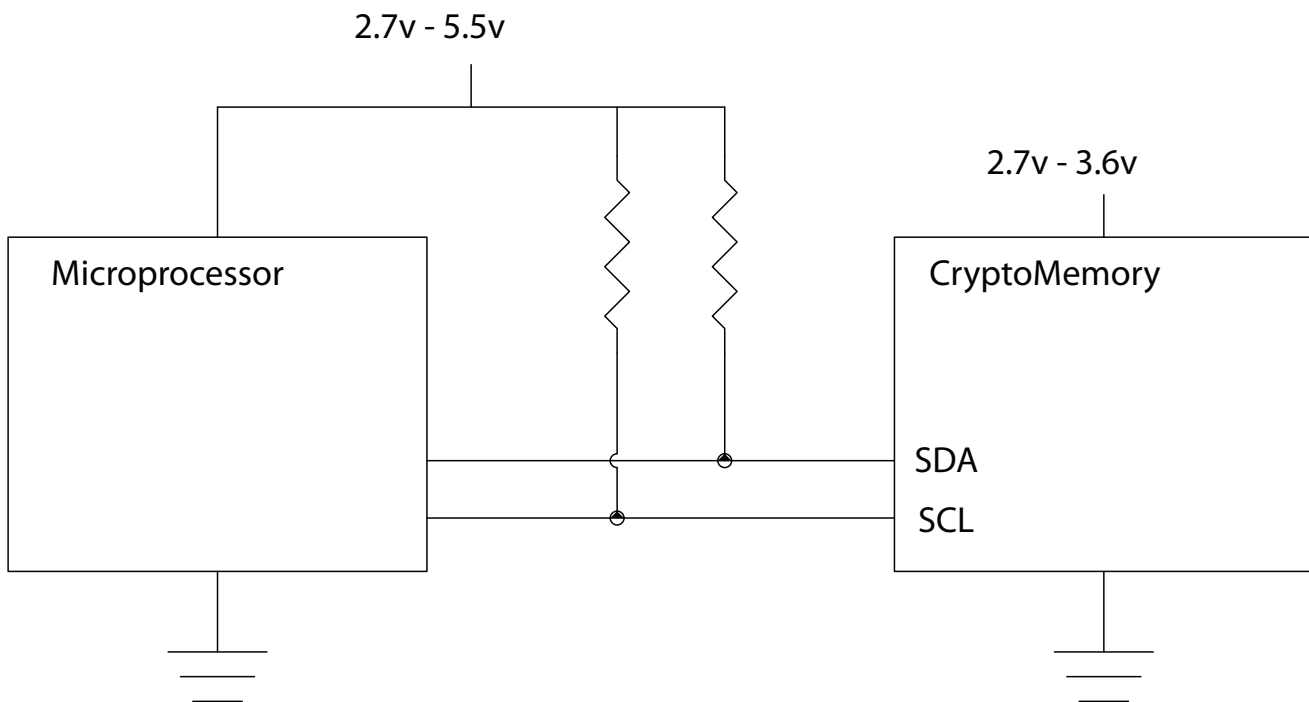 2.7v - 5.5v
2.7v - 3.6v
Microprocessor
CryptoMemory
SDA
SCL